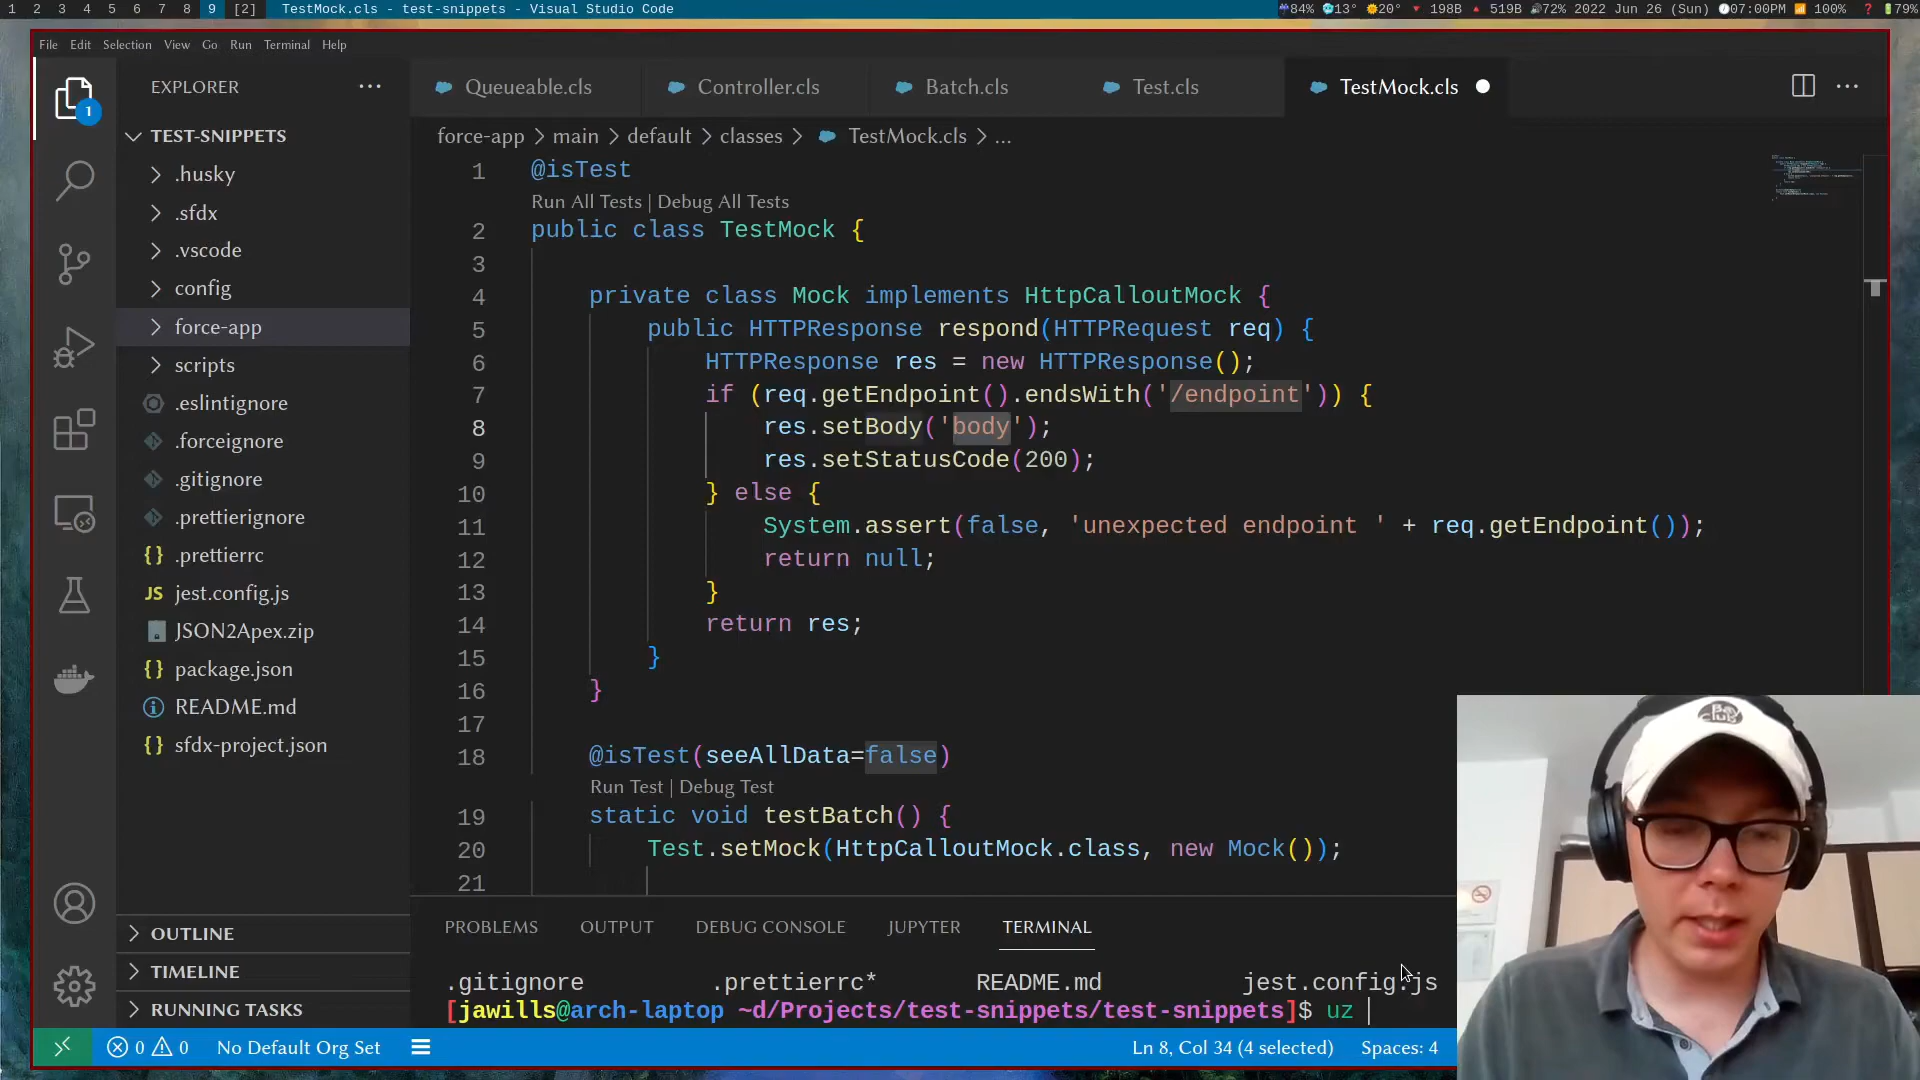 1 2 3 4 5 6 7 8 9 [2] TestMock.cls - test-snippets - Visual Studio Code
84% 13° 20° 198B 519B 72% 2022 Jun 26 (Sun) 07:00PM 100% 79%
File Edit Selection View Go Run Terminal Help
EXPLORER
Queueable.cls Controller.cls Batch.cls Test.cls TestMock.cls
force-app > main > default > classes > TestMock.cls > ...
1
TEST-SNIPPETS
.husky
.sfdx
.vscode
config
force-app
scripts
.eslintignore
.forceignore
.gitignore
.prettierignore
{} .prettierrc
JS jest.config.js
JSON2Apex.zip
{} package.json
README.md
{} sfdx-project.json
OUTLINE
TIMELINE
RUNNING TASKS
1 @isTest
Run All Tests | Debug All Tests
2 public class TestMock {
3
4 private class Mock implements HttpCalloutMock {
5 public HTTPResponse respond(HTTPRequest req) {
6 HTTPResponse res = new HTTPResponse();
7 if (req.getEndpoint().endsWith('/endpoint')) {
8 res.setBody('body');
9 res.setStatusCode(200);
10 } else {
11 System.assert(false, 'unexpected endpoint ' + req.getEndpoint());
12 return null;
13 }
14 return res;
15 }
16 }
17
18 @isTest(seeAllData=false)
Run Test | Debug Test
19 static void testBatch() {
20 Test.setMock(HttpCalloutMock.class, new Mock());
21
PROBLEMS OUTPUT DEBUG CONSOLE JUPYTER TERMINAL
.gitignore .prettierrc* README.md jest.config.js
[jawills@arch-laptop ~d/Projects/test-snippets/test-snippets]$ uz
0 0 No Default Org Set Ln 8, Col 34 (4 selected) Spaces: 4
Bay
Club